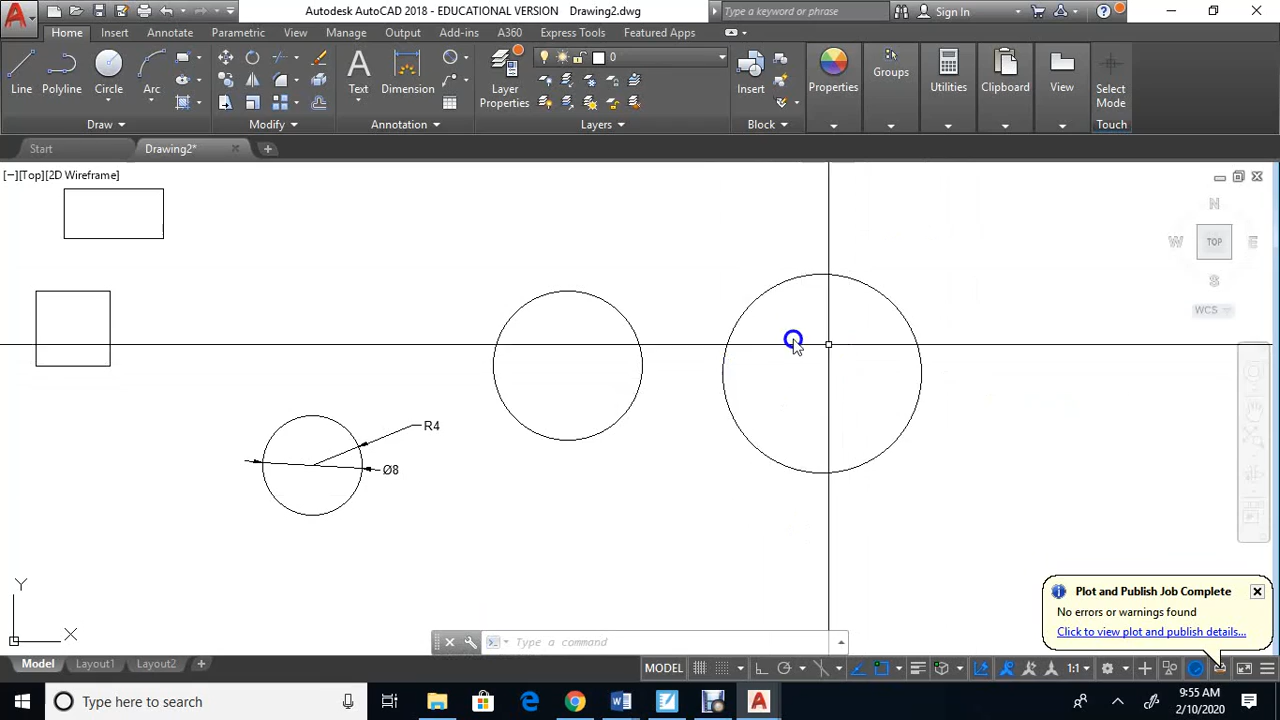 Autodesk AutoCAD 2018 - EDUCATIONAL VERSION Drawing2.dwg
Type a keyword or phrase
Sign In
Home Insert Annotate Parametric View Manage Output Add-ins A360 Express Tools Featured Apps
Line Polyline Circle Arc
Text Dimension
Layer Properties
0
Insert
Properties
Groups
Utilities
Clipboard
View
Select Mode
Draw Modify Annotation Layers Block Touch
Start Drawing2*
[−][Top][2D Wireframe]
N
W TOP E
S
WCS
R4
Ø8
Y
X
Plot and Publish Job Complete
No errors or warnings found
Click to view plot and publish details...
Type a command
Model Layout1 Layout2
MODEL
1:1
Type here to search
9:55 AM
2/10/2020